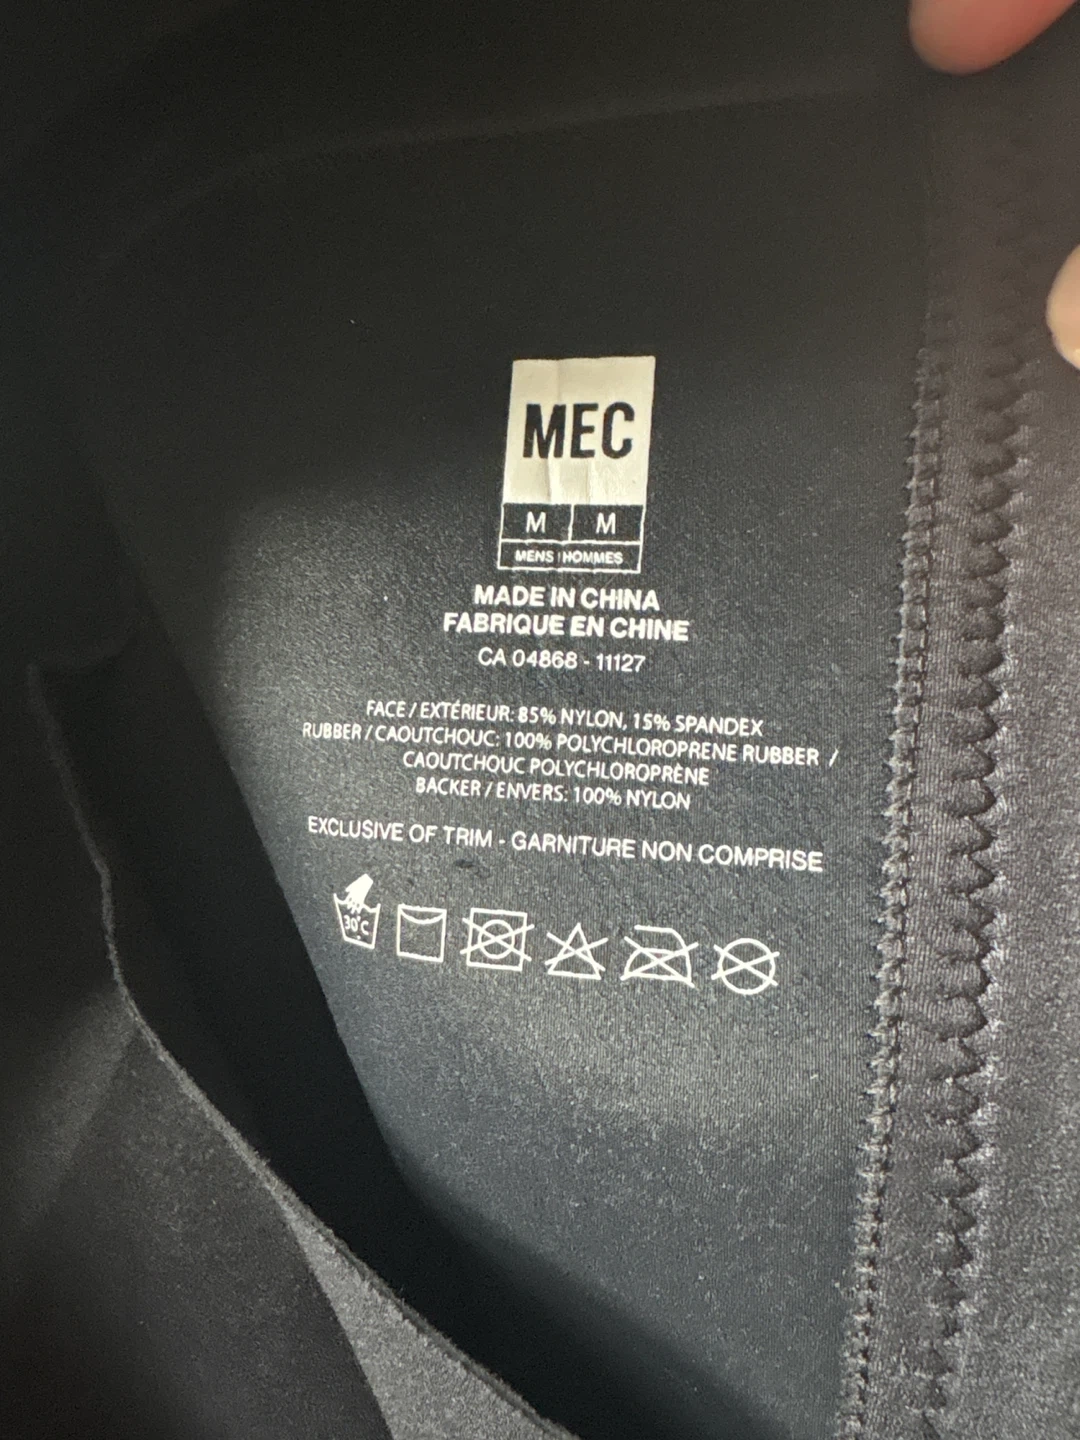 MEC
M M
MENS HOMMES
MADE IN CHINA
FABRIQUE EN CHINE
CA 04868 - 11127
FACE / EXTÉRIEUR: 85% NYLON, 15% SPANDEX
RUBBER / CAOUTCHOUC: 100% POLYCHLOROPRENE RUBBER /
CAOUTCHOUC POLYCHLOROPRÈNE
BACKER / ENVERS: 100% NYLON
EXCLUSIVE OF TRIM - GARNITURE NON COMPRISE
30°C